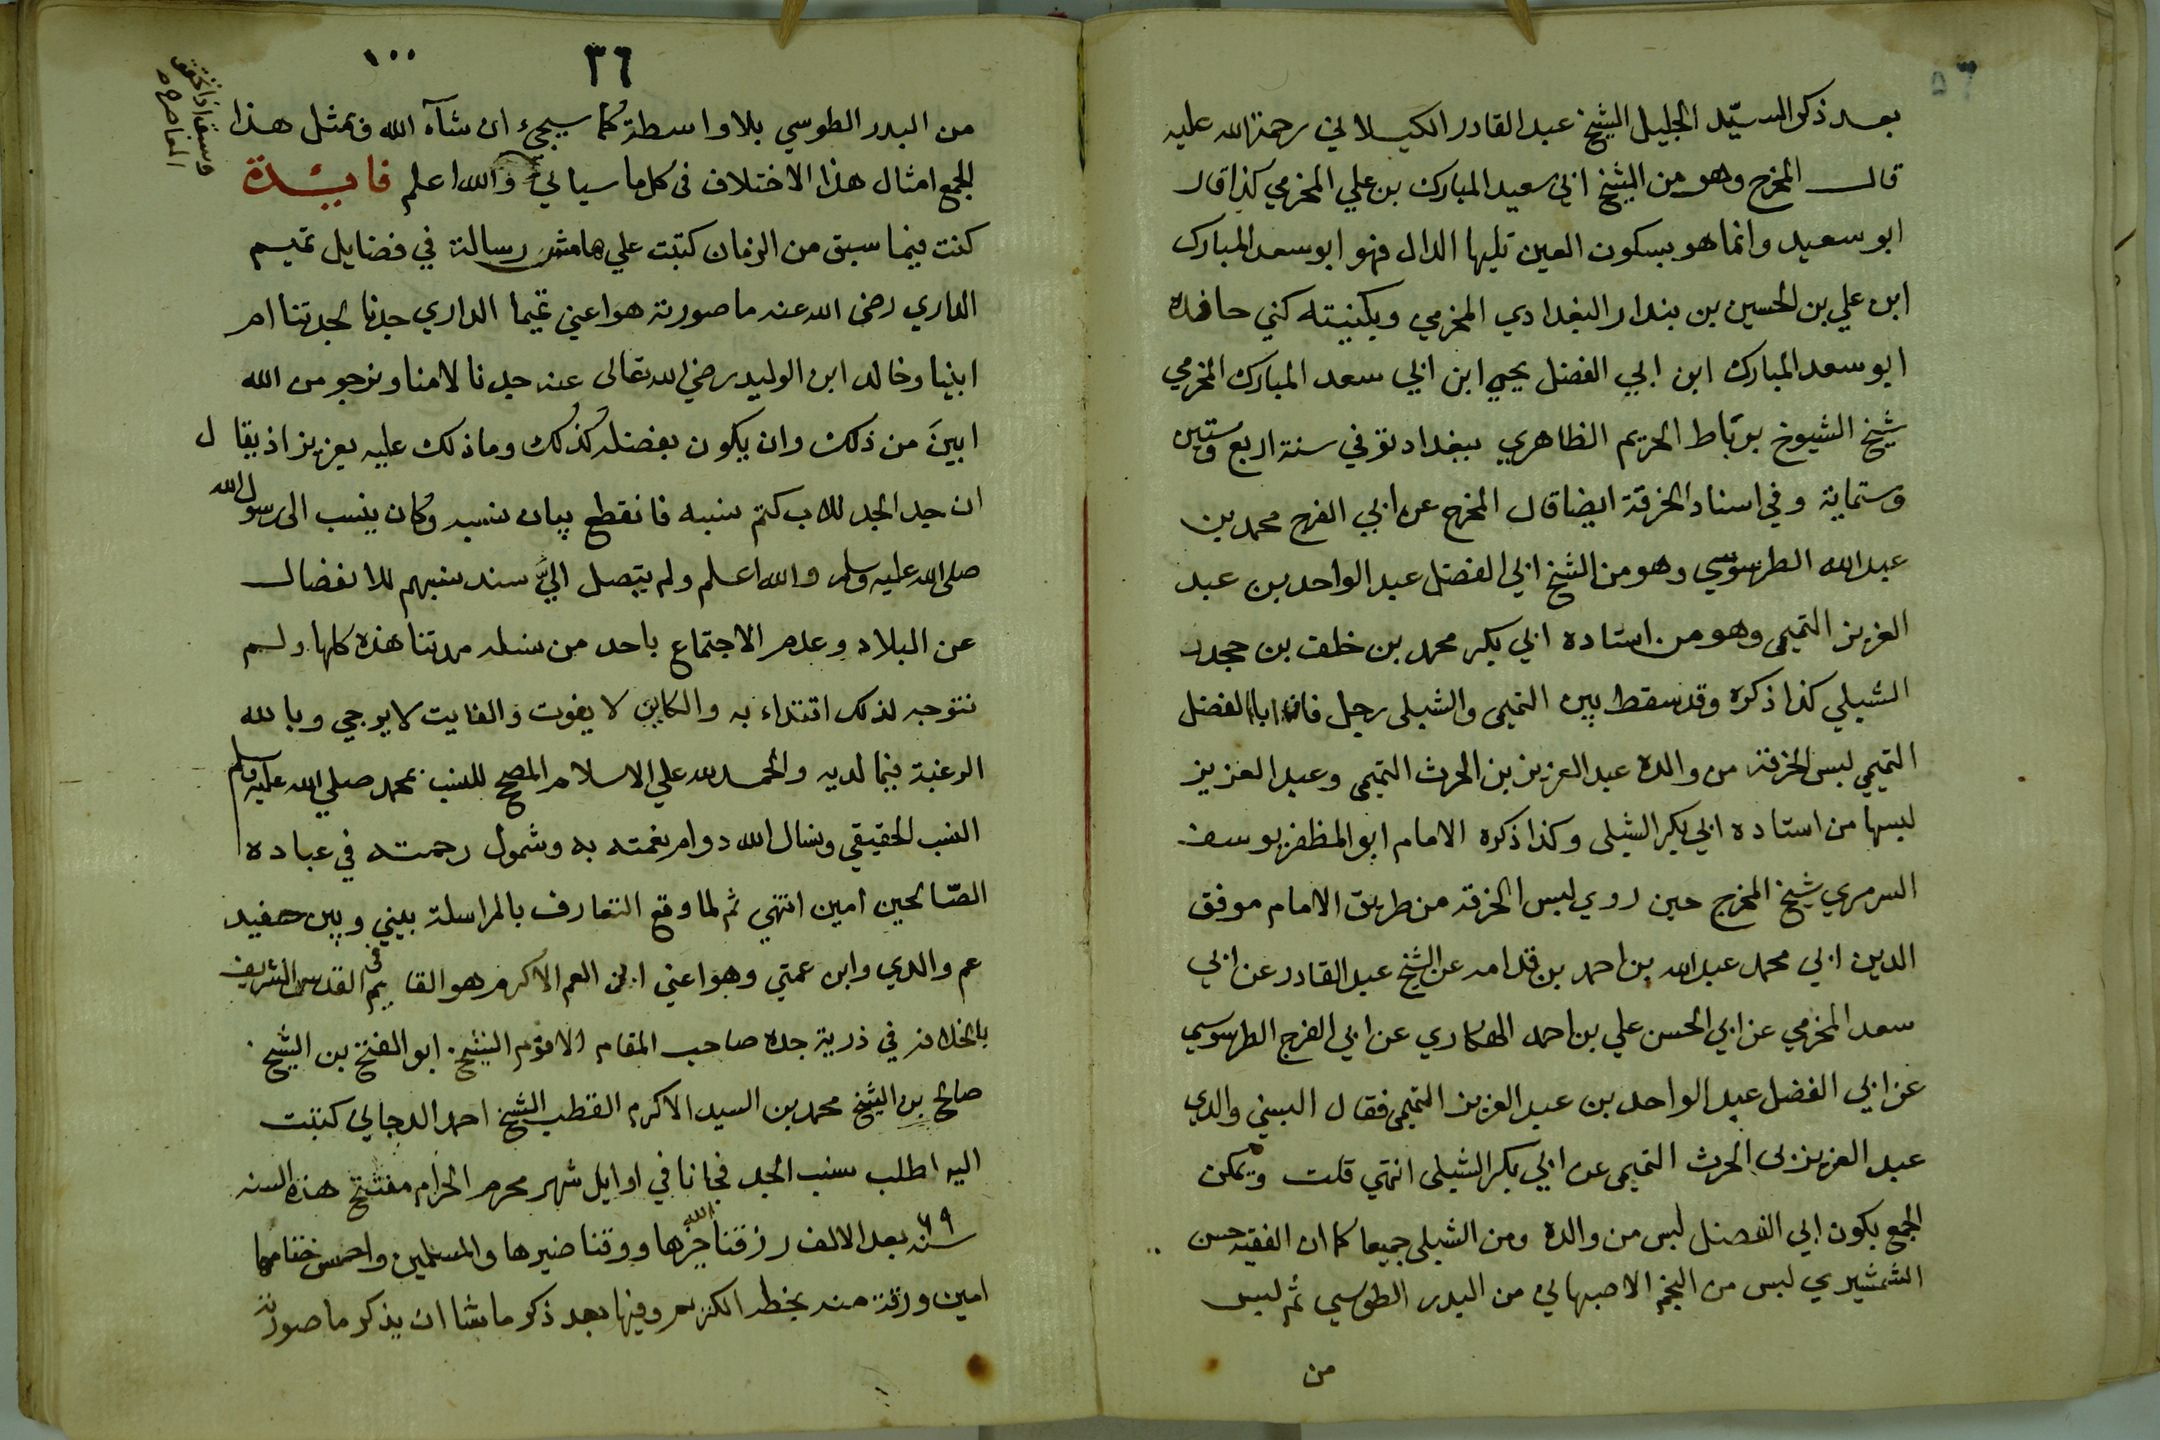 بعد ذكر السيّد الجليل الشيخ عبد القادر الكيلاني رحمة الله عليه
قال المخرج وهو من الشيخ ابي سعيد المبارك بن علي المخرمي كذا قال
ابو سعيد وانما هو بسكون العين تليها الدال فهو ابو سعد المبارك
ابن علي بن الحسين بن بندار البغدادي المخرمي وبكنيته كني حافده
ابو سعد المبارك ابن ابي الفضل يحيي ابن ابي سعد المبارك المخرمي
شيخ الشيوخ برباط الحريم الظاهري ببغداد توفي سنة اربع وستين
وستماية وفي اسناد الخرقة ايضا قال المخرج عن ابي الفرج محمد بن
عبد الله الطرسوسي وهو من الشيخ ابي الفضل عبد الواحد بن عبد
العزيز التميمي وهو من استاده ابي بكر محمد بن خلف بن جحدر
الشبلي كذا ذكره وقد سقط بين التميمي والشبلي رجل فان ابا الفضل
التميمي لبس الخرقة من والده عبد العزيز بن الحرث التميمي وعبد العزيز
لبسها من استاده ابي بكر الشبلي وكذا ذكره الامام ابو المظفر يوسف
السرمري شيخ المخرج حين روي لبس الخرقة من طريق الامام موفق
الدين ابي محمد عبد الله بن احمد بن قدامه عن الشيخ عبد القادر عن ابي
سعد المخرمي عن ابي الحسن علي بن احمد الهكاري عن ابي الفرج الطرسوسي
عن ابي الفضل عبد الواحد بن عبد العزيز التميمي فقال البسني والدي
عبد العزيز بن الحرث التميمي عن ابي بكر الشبلي انتهي قلت ويمكن
الجمع بكون ابي الفضل لبس من والده ومن الشبلي جميعا كما ان الفقيه حسن
الشمشيري لبس من النجم الاصبهاني من البدر الطوسي ثم لبس
من
٣٦
١٠٠
من البدر الطوسي بلا واسطة كما سيجيء ان شآء الله فبمثل هذا
الجمع امثال هذا الاختلاف في كل ما سياتي والله اعلم فايدة
كنت فيما سبق من الزمان كتبت علي هامش رسالة في فضايل تميم
الداري رضي الله عنه ما صورته هو اعني تميما الداري جدنا لجدتنا ام
ابينا وخالد ابن الوليد رضي الله تعالى عنه جدنا لامنا ونرجو من الله
ابينَ من ذلك وان يكون بفضله كذلك وما ذلك عليه بعزيز اذ يقال
ان جد الجد للاب كتم نسبه فانقطع بيان نسبه وكان ينسب الى رسول الله
صلى الله عليه وسلم والله اعلم ولم يتصل اليّ سند نسبهم للانفصال
عن البلاد وعدم الاجتماع باحد من نسله مدتنا هذه كلها ولم
نتوجه لذلك اقتداء به والكاين لا يفوت والفايت لا يرجي وبالله
الرغبة فيما لديه والحمد لله علي الاسلام المصحح للنسب بمحمد صلي الله عليه وسلم
النسب الحقيقي ونسال الله دوام نعمته به وشمول رحمته في عباده
الصّالحين امين انتهي ثم لما وقع التعارف بالمراسلة بيني وبين حفيد
عم والدي وابن عمتي وهو اعني ابن العم الاكرم هو القايم في القدس الشريف
بالخلافة في ذرية جده صاحب المقام الاقوم الشيخ ابو الفتح بن الشيخ
صالح بن الشيخ محمد بن السيد الاكرم القطب الشيخ احمد الدجاني كتبت
اليه اطلب نسب الجد فجانا في اوايل شهر محرم الحرام مفتتح هذه السنه
سنه ٦٩ بعد الالف رزقنا الله خيرها ووقنا ضيرها والمسلمين واحسن ختامها
امين ورقة منه بخطه الكريم وفيها بعد ذكر ما شا ان يذكر ما صورته